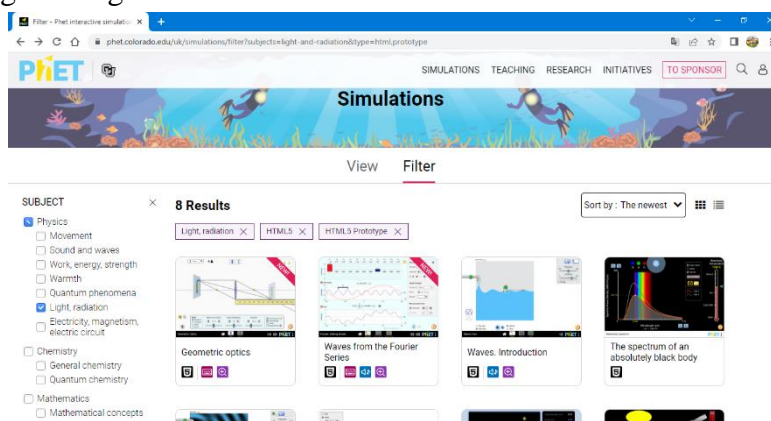 Filter - Phet interactive simulatio
phet.colorado.edu/uk/simulations/filter?subjects=light-and-radiation&type=html,prototype
PhET
SIMULATIONS TEACHING RESEARCH INITIATIVES TO SPONSOR
Simulations
View Filter
SUBJECT
Physics
Movement
Sound and waves
Work, energy, strength
Warmth
Quantum phenomena
Light, radiation
Electricity, magnetism,
electric circuit
Chemistry
General chemistry
Quantum chemistry
Mathematics
Mathematical concepts
8 Results
Sort by : The newest
Light, radiation HTML5 HTML5 Prototype
NEW!
NEW!
Geometric optics
Waves from the Fourier
Series
Waves. Introduction
The spectrum of an
absolutely black body